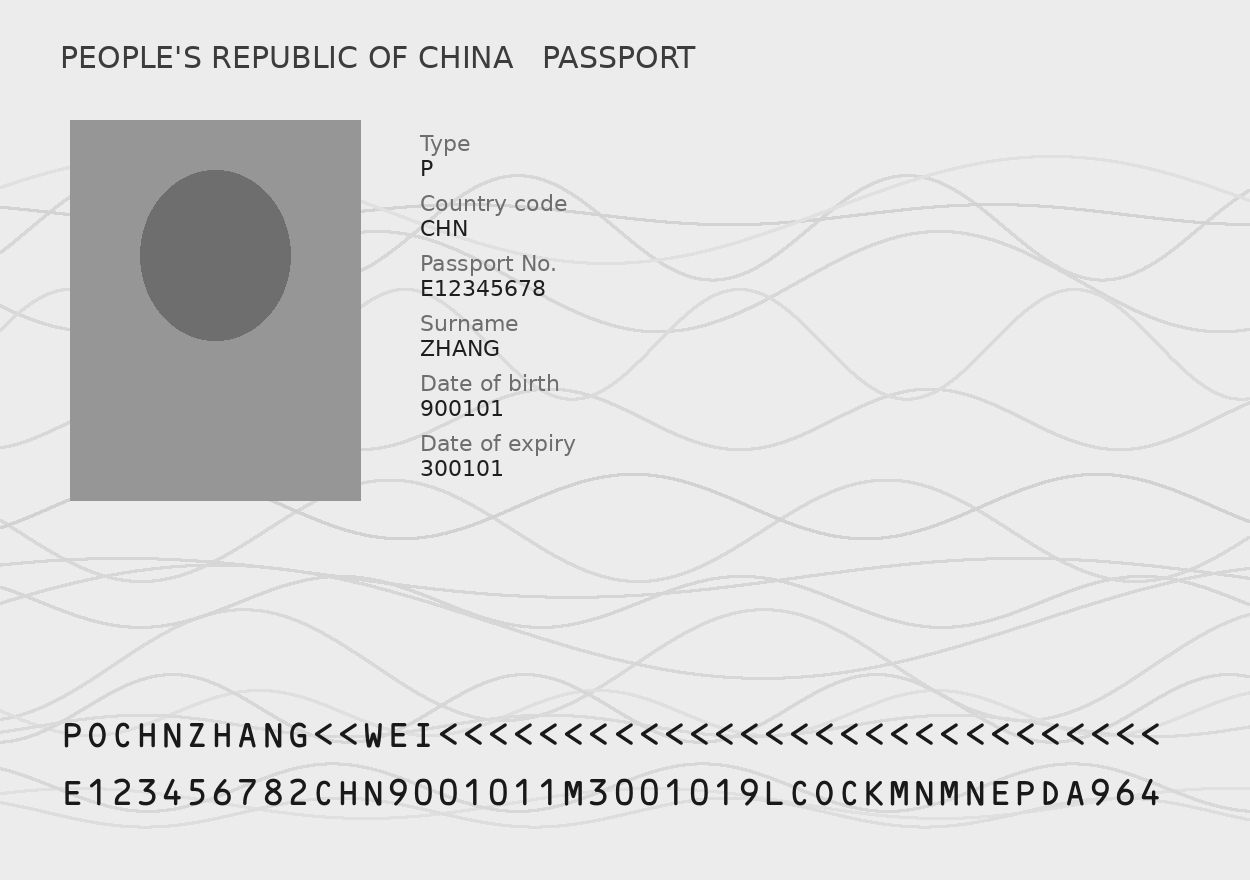 PEOPLE'S REPUBLIC OF CHINA PASSPORT
Type
P
Country code
CHN
Passport No.
E12345678
Surname
ZHANG
Date of birth
900101
Date of expiry
300101
POCHNZHANG<<WEI<<<<<<<<<<<<<<<<<<<<<<<<<<<<<
E123456782CHN9001011M3001019LCOCKMNMNEPDA964